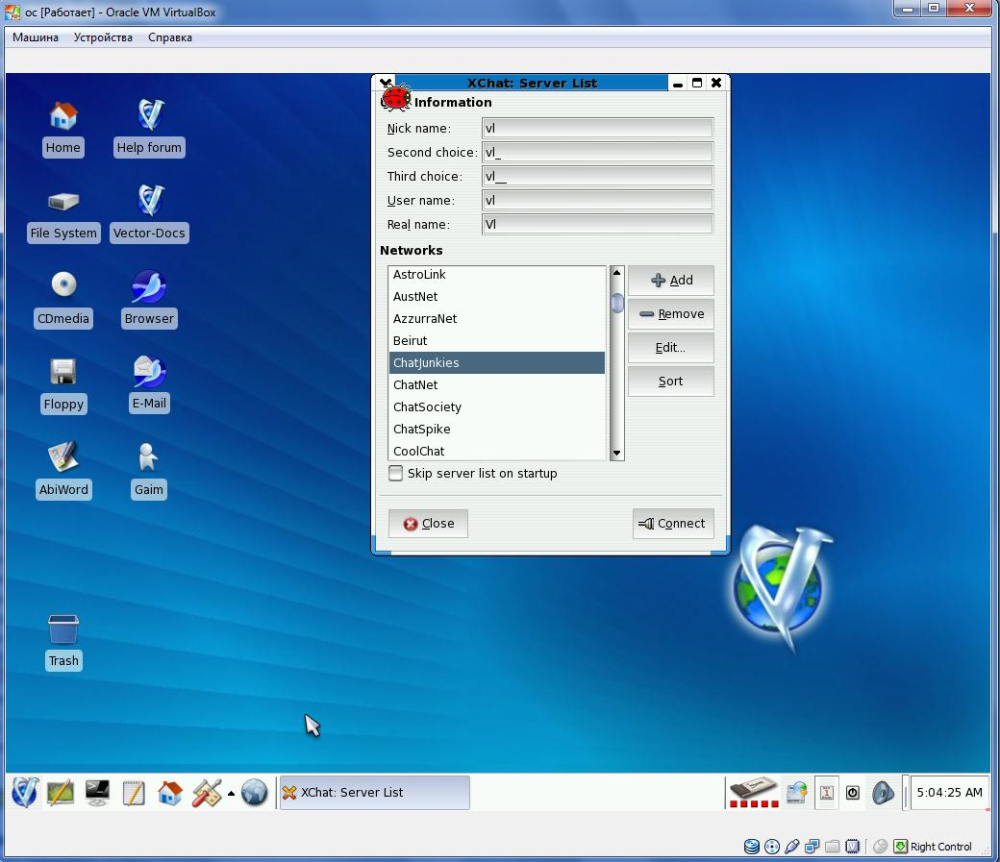 ос [Работает] - Oracle VM VirtualBox
Машина Устройства Справка
XChat: Server List
Information
Nick name: vl
Second choice: vl_
Third choice: vl__
User name: vl
Real name: Vl
Networks
AstroLink
AustNet
AzzurraNet
Beirut
ChatJunkies
ChatNet
ChatSociety
ChatSpike
CoolChat
Add
Remove
Edit...
Sort
Skip server list on startup
Close
Connect
Home
Help forum
File System
Vector-Docs
CDmedia
Browser
Floppy
E-Mail
AbiWord
Gaim
Trash
XChat: Server List
5:04:25 AM
Right Control